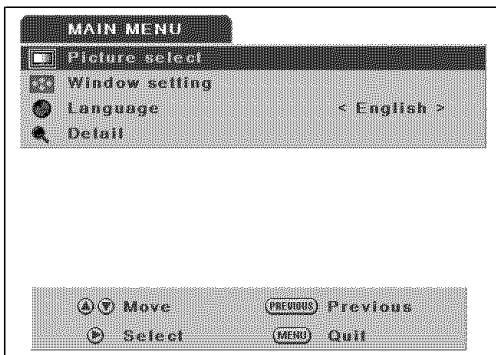 MAIN MENU
Picture select
Window setting
Language < English >
Detail
Move PREVIOUS Previous
Select MENU Quit